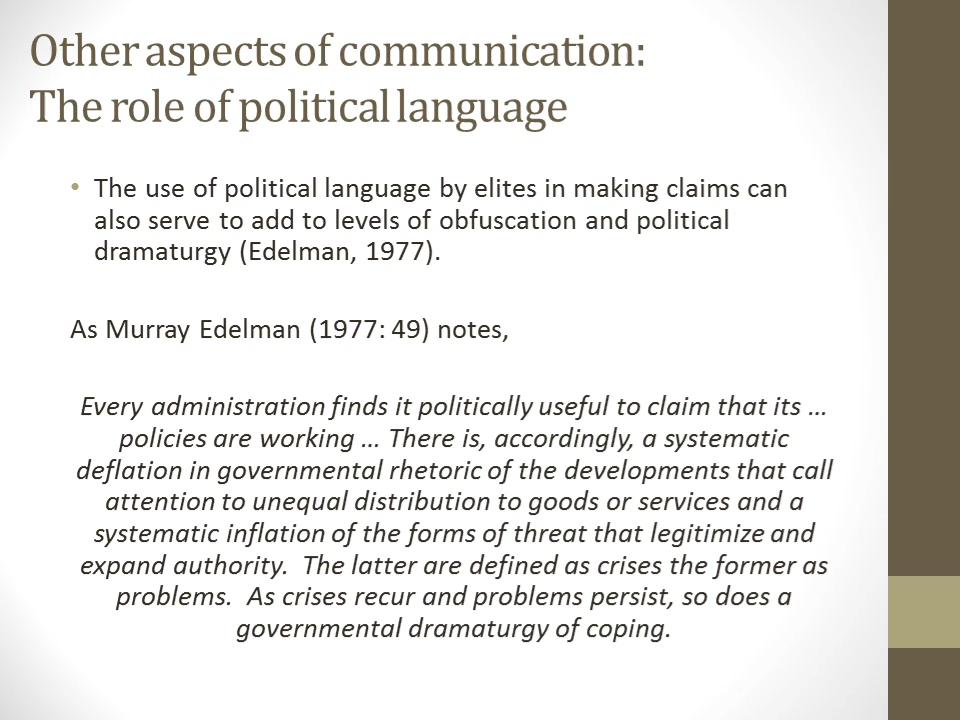 Other aspects of communication:
The role of political language
• The use of political language by elites in making claims can
also serve to add to levels of obfuscation and political
dramaturgy (Edelman, 1977).
As Murray Edelman (1977: 49) notes,
Every administration finds it politically useful to claim that its …
policies are working … There is, accordingly, a systematic
deflation in governmental rhetoric of the developments that call
attention to unequal distribution to goods or services and a
systematic inflation of the forms of threat that legitimize and
expand authority.  The latter are defined as crises the former as
problems.  As crises recur and problems persist, so does a
governmental dramaturgy of coping.